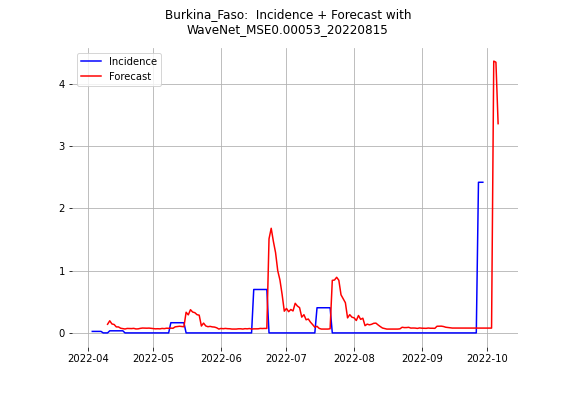 Burkina_Faso:  Incidence + Forecast with
WaveNet_MSE0.00053_20220815
Incidence
Forecast
4
3
2
1
0
2022-04 2022-05 2022-06 2022-07 2022-08 2022-09 2022-10